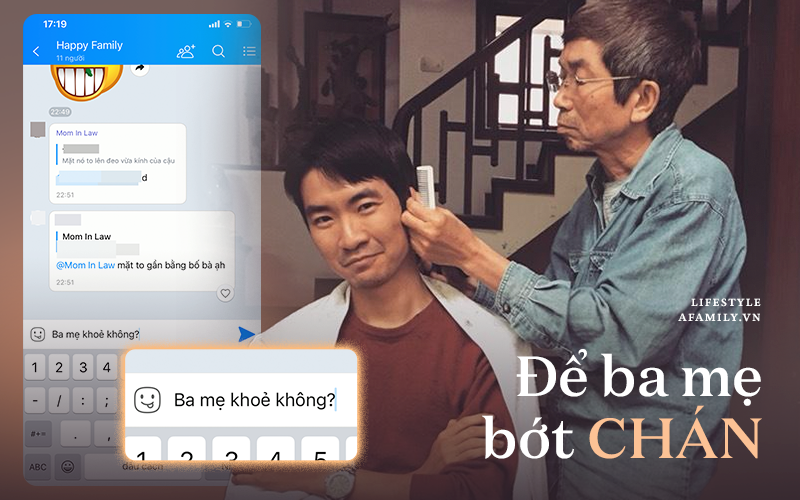 17:19
Happy Family
11 người
22:49
Mom In Law
Mặt nó to lên đeo vừa kính của cậu
d
22:51
Mom In Law
@Mom In Law mặt to gần bằng bố bà ạh
22:51
Ba mẹ khoẻ không?
1 2 3 4
- / : ;
#+= . ,
ABC dấu cách
Ba mẹ khoẻ không?
1 2 3 4 5
LIFESTYLE
AFAMILY.VN
Để ba mẹ
bớt CHÁN